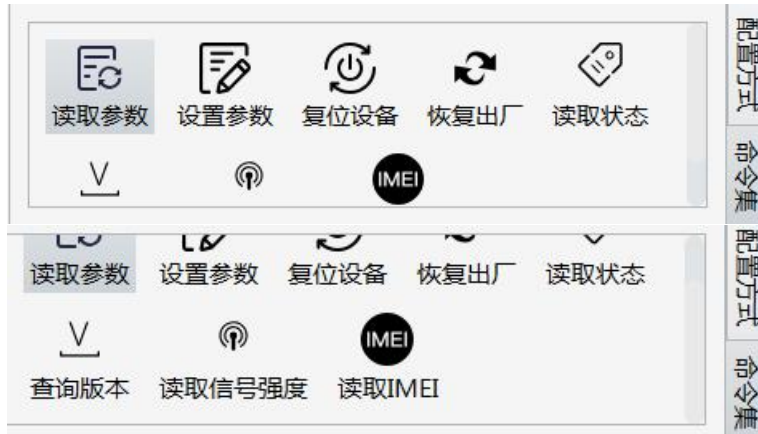 读取参数 设置参数 复位设备 恢复出厂 读取状态
V IMEI
配置方式
命令集
读取参数 设置参数 复位设备 恢复出厂 读取状态
V IMEI
查询版本 读取信号强度 读取IMEI
配置方式
命令集